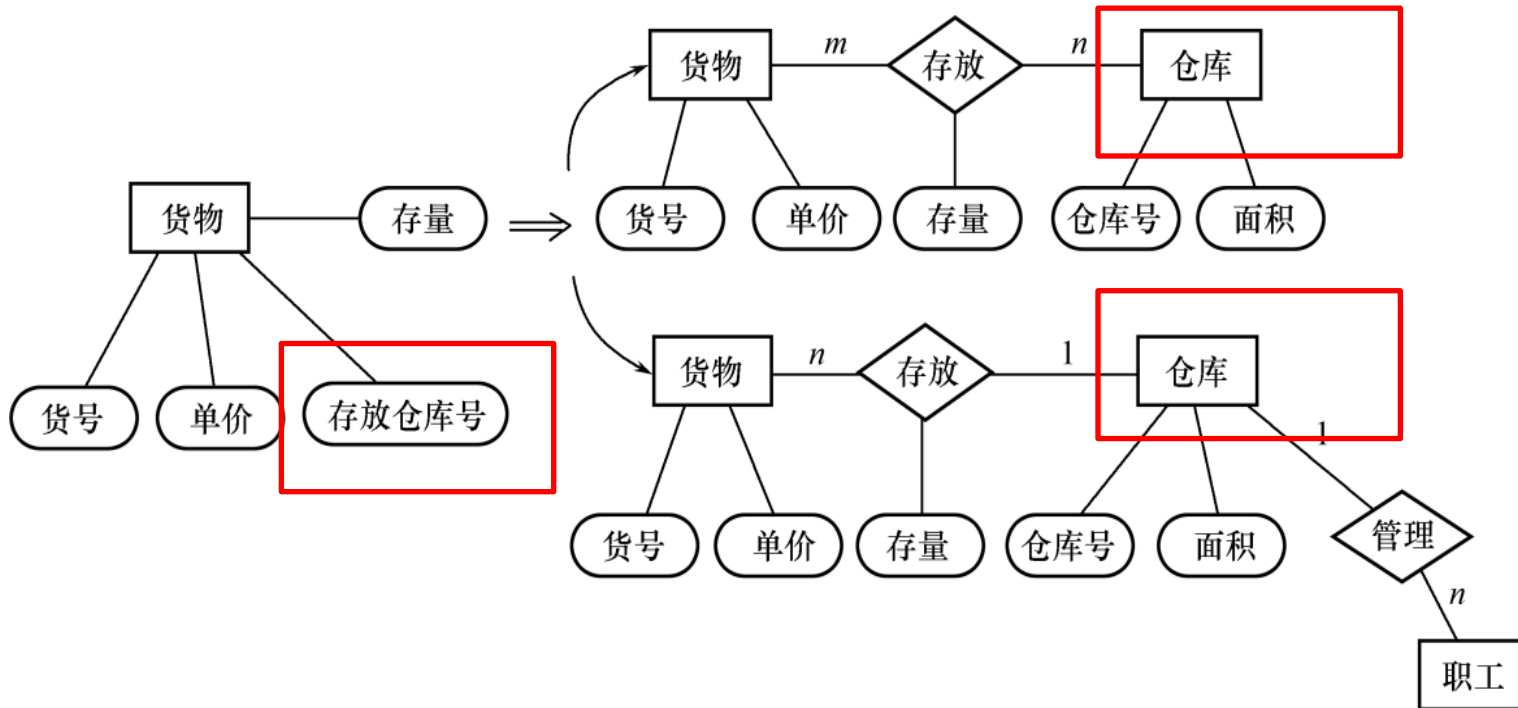 货物
m
存放
n
仓库
货号
单价
存量
仓库号
面积
货物
存量
货号
单价
存放仓库号
货物
n
存放
1
仓库
1
货号
单价
存量
仓库号
面积
管理
n
职工